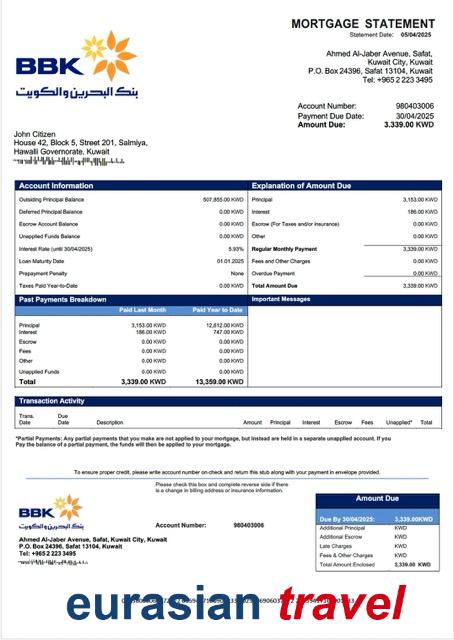 MORTGAGE STATEMENT
Statement Date: 05/04/2025
BBK
بنك البحرين والكويت
Ahmed Al-Jaber Avenue, Safat,
Kuwait City, Kuwait
P.O. Box 24396, Safat 13104, Kuwait
Tel: +965 2 223 3495
Account Number: 980403006
Payment Due Date: 30/04/2025
Amount Due: 3.339.00 KWD
John Citizen
House 42, Block 5, Street 201, Salmiya,
Hawalli Governorate, Kuwait
Account Information
Outsiding Principal Balance 507,855.00 KWD
Deferred Principal Balance 0.00 KWD
Escrow Account Balance 0.00 KWD
Unapplied Funds Balance 0.00 KWD
Interest Rate (until 30/04/2025) 5.93%
Loan Maturity Date 01.01.2025
Prepayment Penalty None
Taxes Paid Year-to-Date 0.00 KWD
Explanation of Amount Due
Principal 3,153.00 KWD
Interest 186.00 KWD
Escrow (For Taxes and/or insurance) 0.00 KWD
Other 0.00 KWD
Regular Monthly Payment 3,339.00 KWD
Fees and Other Charges 0.00 KWD
Overdue Payment 0.00 KWD
Total Amount Due 3,339.00 KWD
Past Payments Breakdown
Paid Last Month Paid Year to Date
Principal 3,153.00 KWD 12,612.00 KWD
Interest 186.00 KWD 747.00 KWD
Escrow 0.00 KWD 0.00 KWD
Fees 0.00 KWD 0.00 KWD
Other 0.00 KWD 0.00 KWD
Unapplied Funds 0.00 KWD 0.00 KWD
Total 3,339.00 KWD 13,359.00 KWD
Important Messages
Transaction Activity
Trans. Date Due Date Description Amount Principal Interest Escrow Fees Unapplied* Total
*Partial Payments: Any partial payments that you make are not applied to your mortgage, but instead are held in a separate unapplied account. If you
Pay the balance of a partial payment, the funds will then be applied to your mortgage.
To ensure proper credit, please write account number on check and return this stub along with your payment in envelope provided.
Please check this box and complete reverse side if there
is a change in billing address or insurance information.
BBK
بنك البحرين والكويت
Account Number: 980403006
Ahmed Al-Jaber Avenue, Safat, Kuwait City, Kuwait
P.O. Box 24396, Safat 13104, Kuwait
Tel: +965 2 223 3495
Amount Due
Due By 30/04/2025: 3,339.00KWD
Additional Principal KWD
Additional Escrow KWD
Late Charges KWD
Fees & Other Charges KWD
Total Amount Enclosed 3,339.00 KWD
eurasian travel